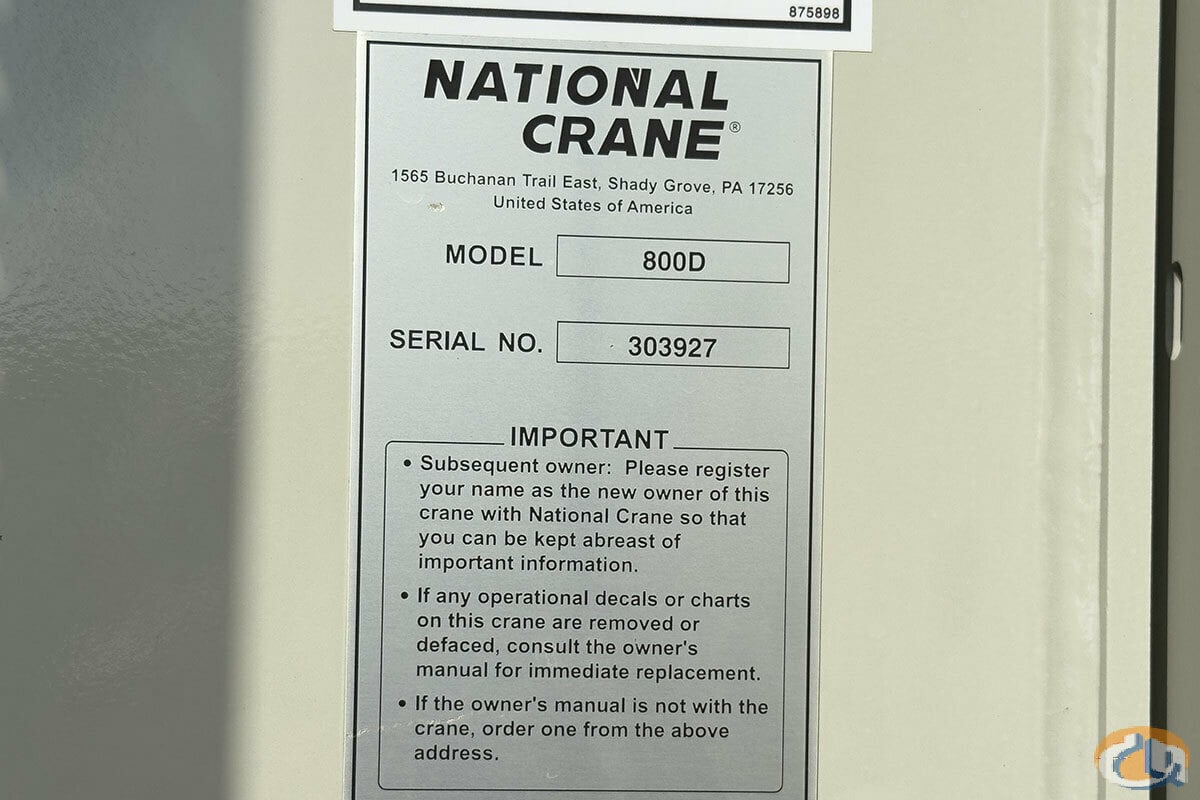 875898
NATIONAL
CRANE®
1565 Buchanan Trail East, Shady Grove, PA 17256
United States of America
MODEL 800D
SERIAL NO. 303927
IMPORTANT
• Subsequent owner: Please register
your name as the new owner of this
crane with National Crane so that
you can be kept abreast of
important information.
• If any operational decals or charts
on this crane are removed or
defaced, consult the owner's
manual for immediate replacement.
• If the owner's manual is not with the
crane, order one from the above
address.